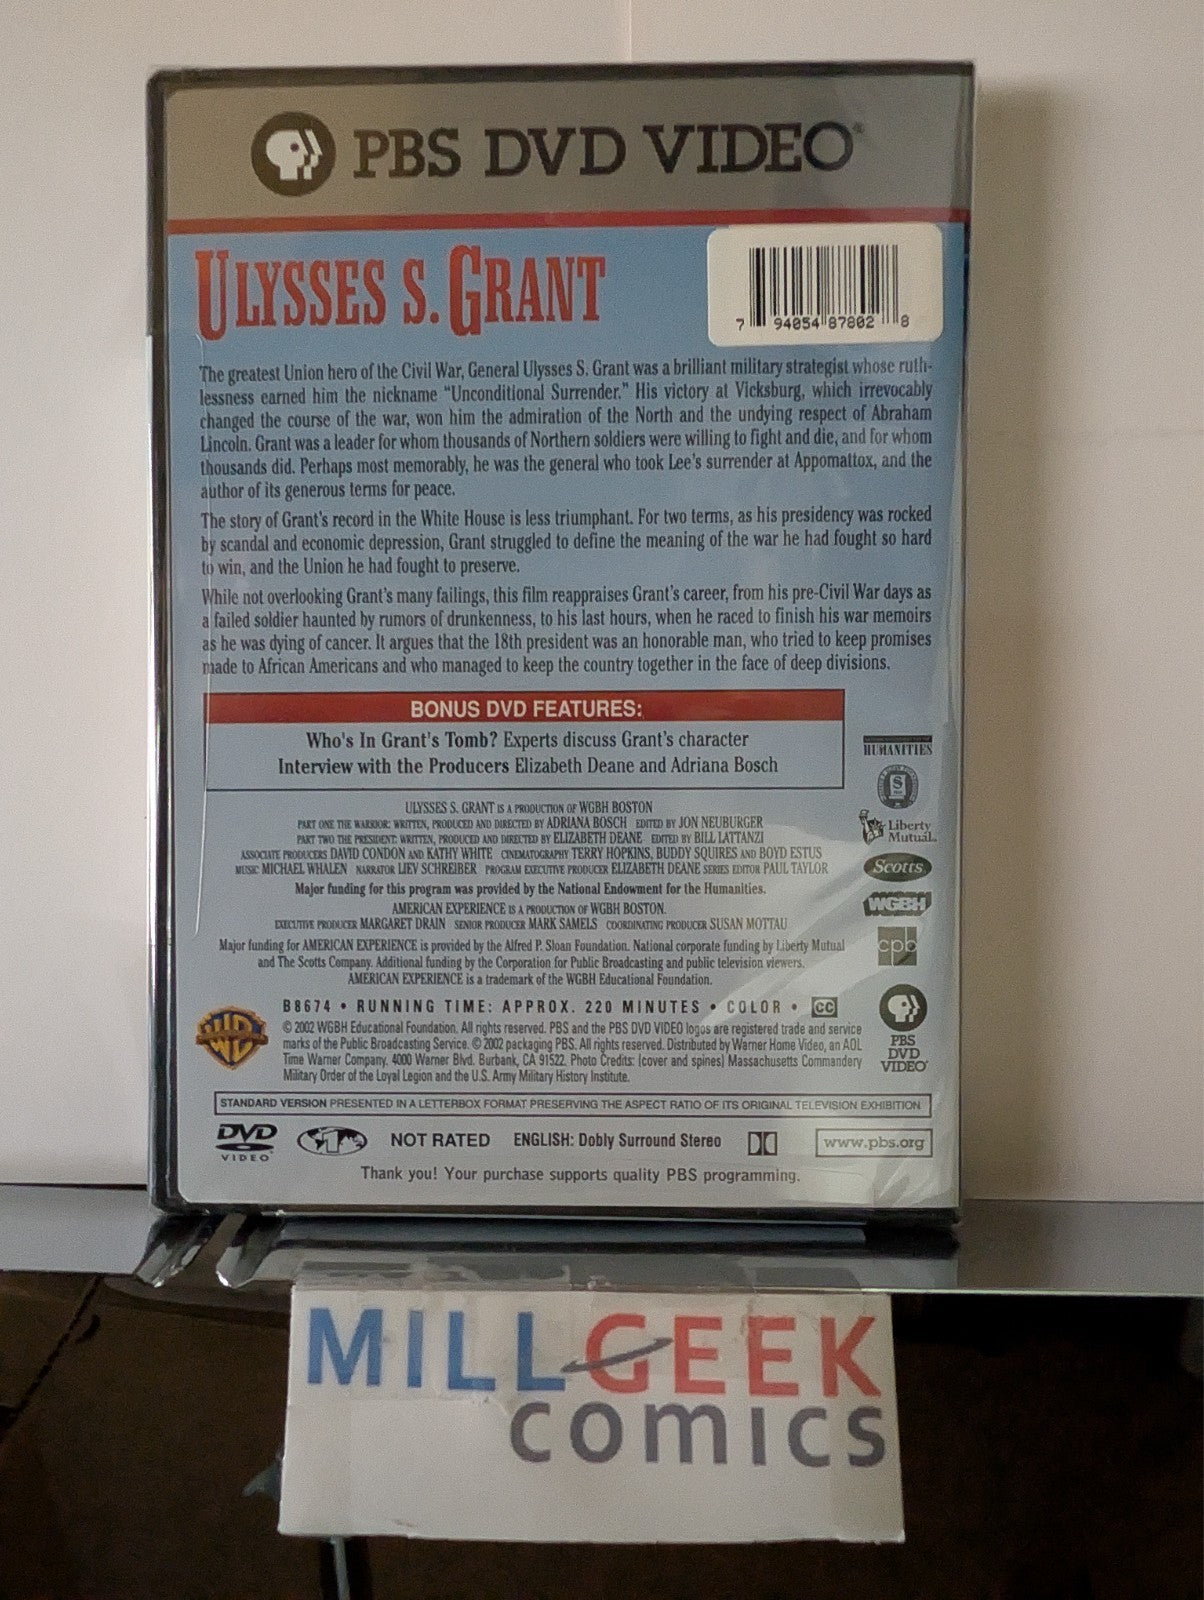 PBS DVD VIDEO
ULYSSES S. GRANT
7 94054 87802 8
The greatest Union hero of the Civil War, General Ulysses S. Grant was a brilliant military strategist whose ruth-
lessness earned him the nickname "Unconditional Surrender." His victory at Vicksburg, which irrevocably
changed the course of the war, won him the admiration of the North and the undying respect of Abraham
Lincoln. Grant was a leader for whom thousands of Northern soldiers were willing to fight and die, and for whom
thousands did. Perhaps most memorably, he was the general who took Lee's surrender at Appomattox, and the
author of its generous terms for peace.
The story of Grant's record in the White House is less triumphant. For two terms, as his presidency was rocked
by scandal and economic depression, Grant struggled to define the meaning of the war he had fought so hard
to win, and the Union he had fought to preserve.
While not overlooking Grant's many failings, this film reappraises Grant's career, from his pre-Civil War days as
a failed soldier haunted by rumors of drunkenness, to his last hours, when he raced to finish his war memoirs
as he was dying of cancer. It argues that the 18th president was an honorable man, who tried to keep promises
made to African Americans and who managed to keep the country together in the face of deep divisions.
BONUS DVD FEATURES:
Who's In Grant's Tomb? Experts discuss Grant's character
Interview with the Producers Elizabeth Deane and Adriana Bosch
HUMANITIES
S
Liberty
Mutual.
Scotts
WGBH
cpb
ULYSSES S. GRANT IS A PRODUCTION OF WGBH BOSTON
PART ONE THE WARRIOR: WRITTEN, PRODUCED AND DIRECTED BY ADRIANA BOSCH EDITED BY JON NEUBURGER
PART TWO THE PRESIDENT: WRITTEN, PRODUCED AND DIRECTED BY ELIZABETH DEANE EDITED BY BILL LATTANZI
ASSOCIATE PRODUCERS DAVID CONDON AND KATHY WHITE CINEMATOGRAPHY TERRY HOPKINS, BUDDY SQUIRES AND BOYD ESTUS
MUSIC MICHAEL WHALEN NARRATOR LIEV SCHREIBER PROGRAM EXECUTIVE PRODUCER ELIZABETH DEANE SERIES EDITOR PAUL TAYLOR
Major funding for this program was provided by the National Endowment for the Humanities.
AMERICAN EXPERIENCE IS A PRODUCTION OF WGBH BOSTON.
EXECUTIVE PRODUCER MARGARET DRAIN SENIOR PRODUCER MARK SAMELS COORDINATING PRODUCER SUSAN MOTTAU
Major funding for AMERICAN EXPERIENCE is provided by the Alfred P. Sloan Foundation. National corporate funding by Liberty Mutual
and The Scotts Company. Additional funding by the Corporation for Public Broadcasting and public television viewers.
AMERICAN EXPERIENCE is a trademark of the WGBH Educational Foundation.
B8674 • RUNNING TIME: APPROX. 220 MINUTES • COLOR • CC
WB
© 2002 WGBH Educational Foundation. All rights reserved. PBS and the PBS DVD VIDEO logos are registered trade and service
marks of the Public Broadcasting Service. © 2002 packaging PBS. All rights reserved. Distributed by Warner Home Video, an AOL
Time Warner Company. 4000 Warner Blvd. Burbank, CA 91522. Photo Credits: (cover and spines) Massachusetts Commandery
Military Order of the Loyal Legion and the U.S. Army Military History Institute.
PBS
DVD
VIDEO
STANDARD VERSION PRESENTED IN A LETTERBOX FORMAT PRESERVING THE ASPECT RATIO OF ITS ORIGINAL TELEVISION EXHIBITION
DVD VIDEO 1 NOT RATED ENGLISH: Dobly Surround Stereo www.pbs.org
Thank you! Your purchase supports quality PBS programming.
MILLGEEK
comics